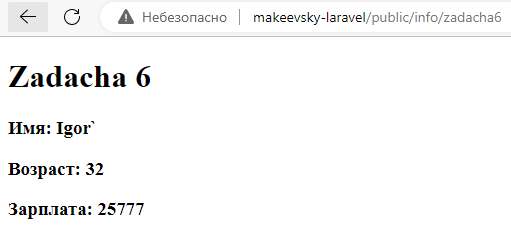 Небезопасно makeevsky-laravel/public/info/zadacha6
Zadacha 6
Имя: Igor`
Возраст: 32
Зарплата: 25777